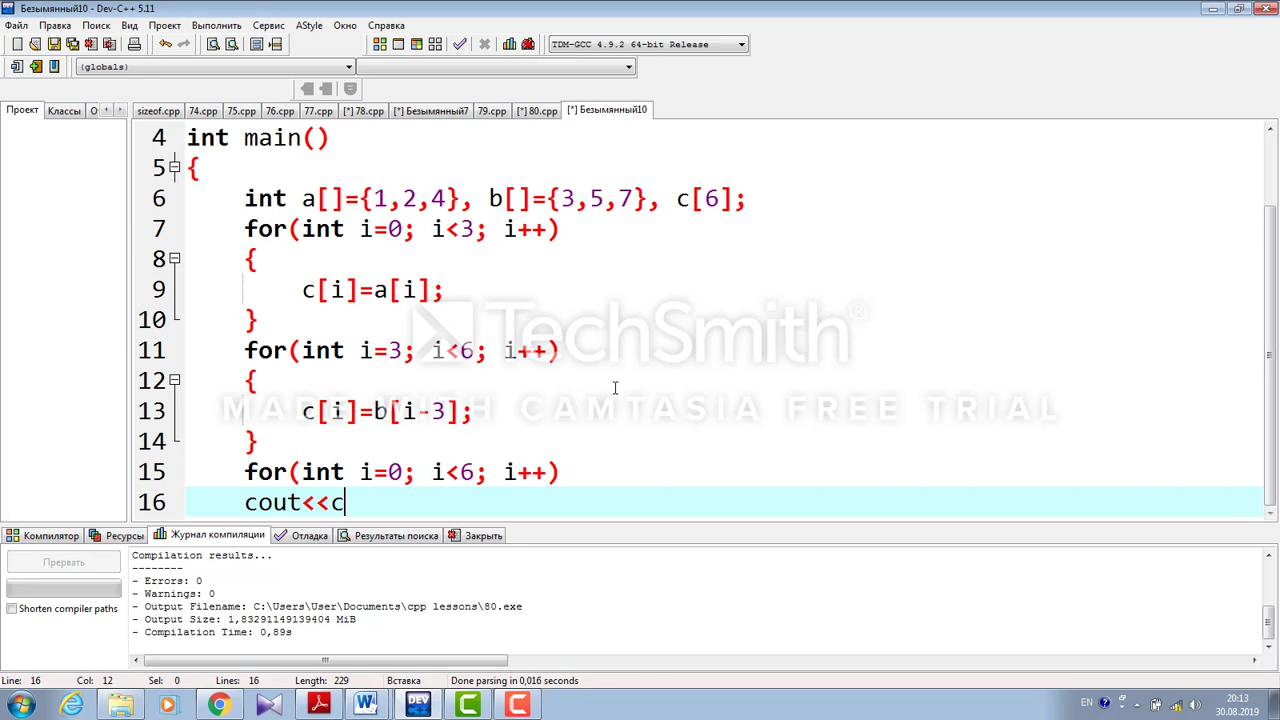 Безымянный10 - Dev-C++ 5.11
Файл Правка Поиск Вид Проект Выполнить Сервис AStyle Окно Справка
TDM-GCC 4.9.2 64-bit Release
(globals)
Проект Классы О
sizeof.cpp 74.cpp 75.cpp 76.cpp 77.cpp [*] 78.cpp [*] Безымянный7 79.cpp [*] 80.cpp [*] Безымянный10
4 int main()
5 {
6 int a[]={1,2,4}, b[]={3,5,7}, c[6];
7 for(int i=0; i<3; i++)
8 {
9 c[i]=a[i];
10 }
11 for(int i=3; i<6; i++)
12 {
13 c[i]=b[i-3];
14 }
15 for(int i=0; i<6; i++)
16 cout<<c
TechSmith®
MADE WITH CAMTASIA FREE TRIAL
Компилятор Ресурсы Журнал компиляции Отладка Результаты поиска Закрыть
Прервать
Shorten compiler paths
Compilation results...
--------
- Errors: 0
- Warnings: 0
- Output Filename: C:\Users\User\Documents\cpp lessons\80.exe
- Output Size: 1,83291149139404 MiB
- Compilation Time: 0,89s
Line: 16 Col: 12 Sel: 0 Lines: 16 Length: 229 Вставка Done parsing in 0,016 seconds
DEV
EN
20:13
30.08.2019